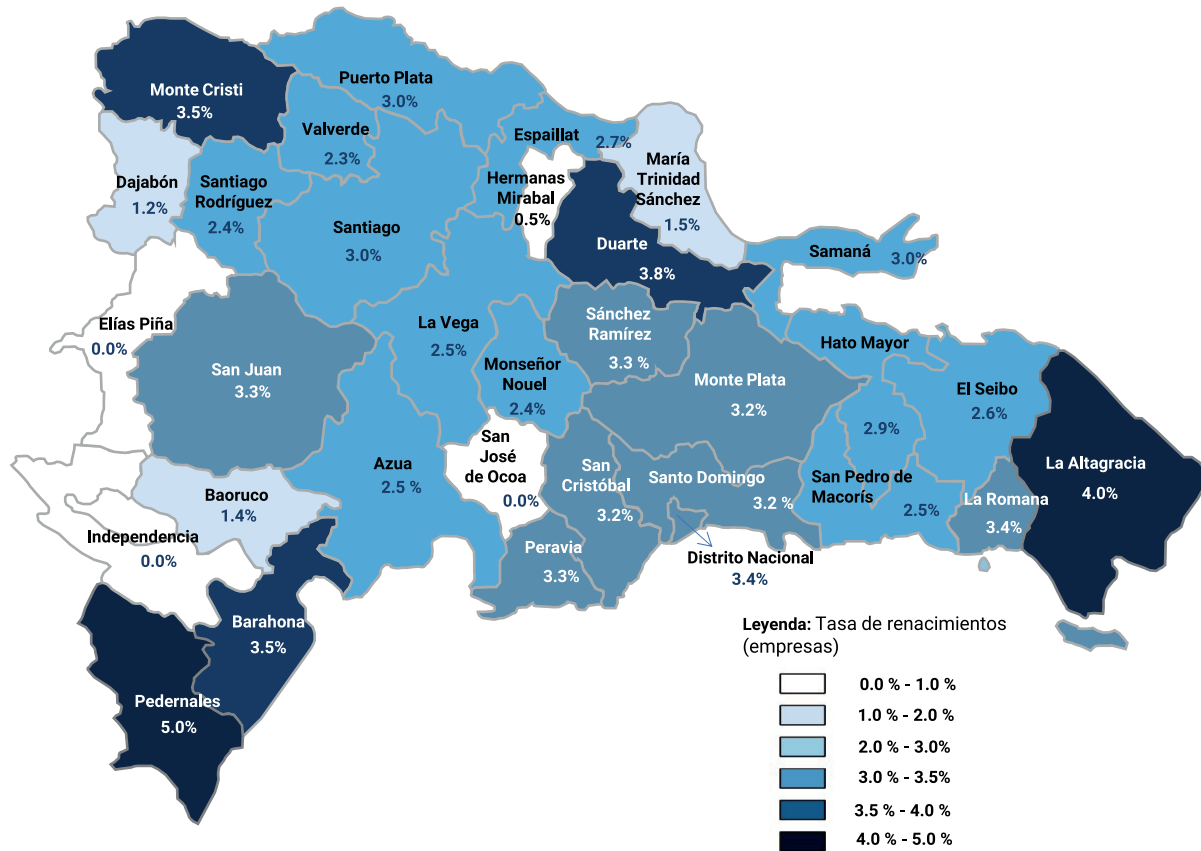 Puerto Plata
3.0%
Monte Cristi
3.5%
Valverde
2.3%
Espaillat
2.7%
María
Trinidad
Sánchez
1.5%
Dajabón
1.2%
Santiago
Rodríguez
2.4%
Hermanas
Mirabal
0.5%
Santiago
3.0%
Duarte
3.8%
Samaná
3.0%
Elías Piña
0.0%
San Juan
3.3%
La Vega
2.5%
Sánchez
Ramírez
3.3 %
Monseñor
Nouel
2.4%
Monte Plata
3.2%
Hato Mayor
2.9%
El Seibo
2.6%
La Altagracia
4.0%
San
José
de Ocoa
0.0%
Azua
2.5 %
San
Cristóbal
3.2%
Santo Domingo
3.2 %
San Pedro de
Macorís
2.5%
La Romana
3.4%
Baoruco
1.4%
Independencia
0.0%
Peravia
3.3%
Distrito Nacional
3.4%
Barahona
3.5%
Pedernales
5.0%
Leyenda: Tasa de renacimientos
(empresas)
0.0 % - 1.0 %
1.0 % - 2.0 %
2.0 % - 3.0%
3.0 % - 3.5%
3.5 % - 4.0%
4.0% - 5.0%